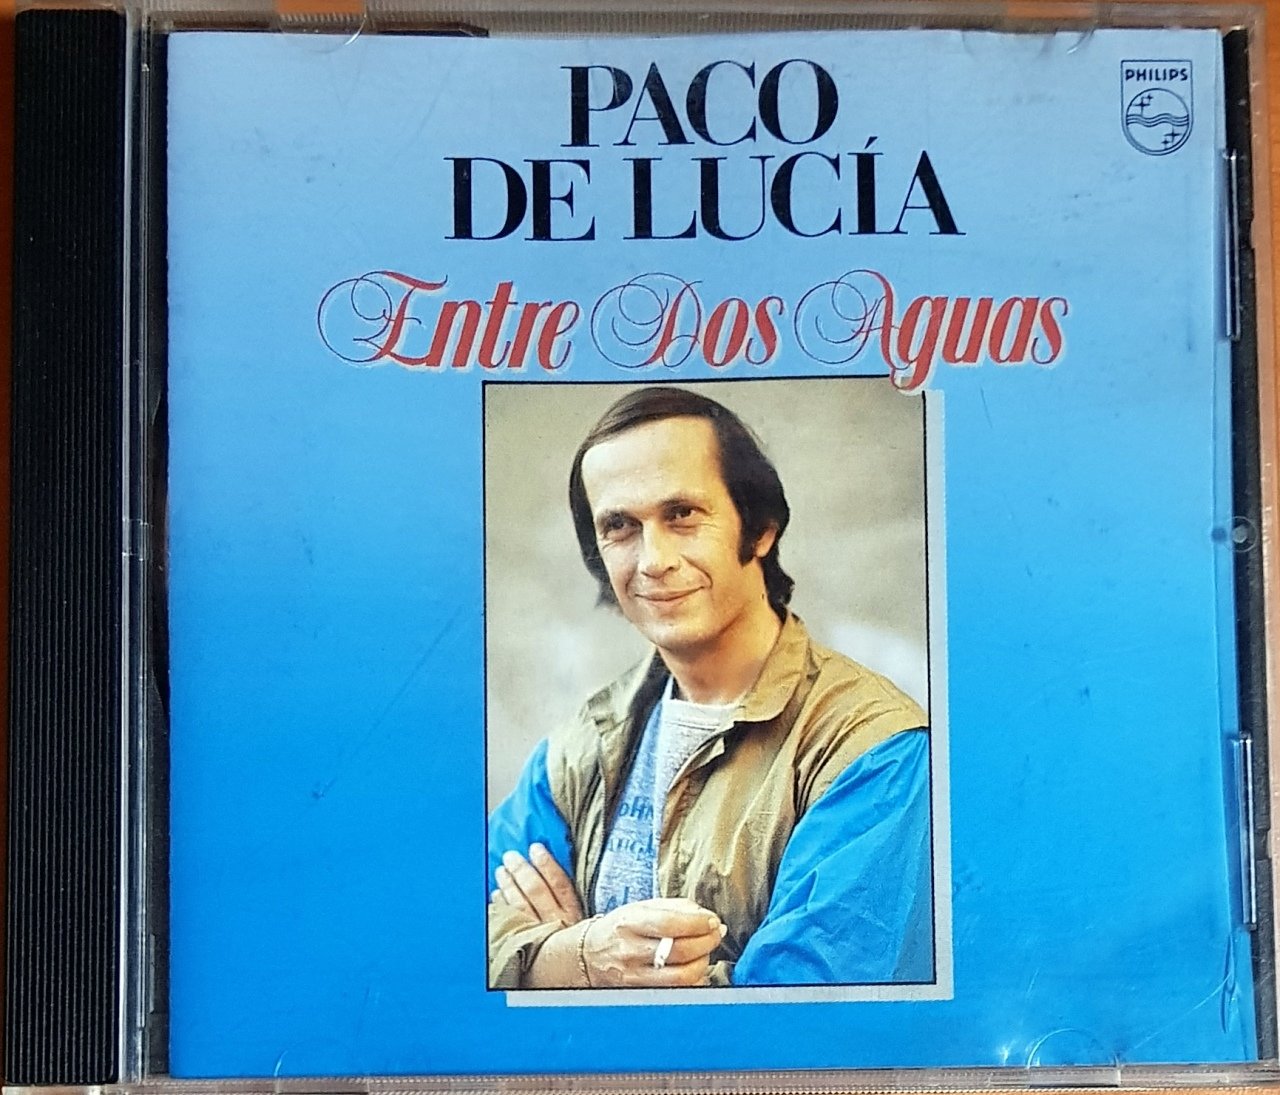 PACO
DE LUCÍA
PHILIPS
Entre Dos Aguas